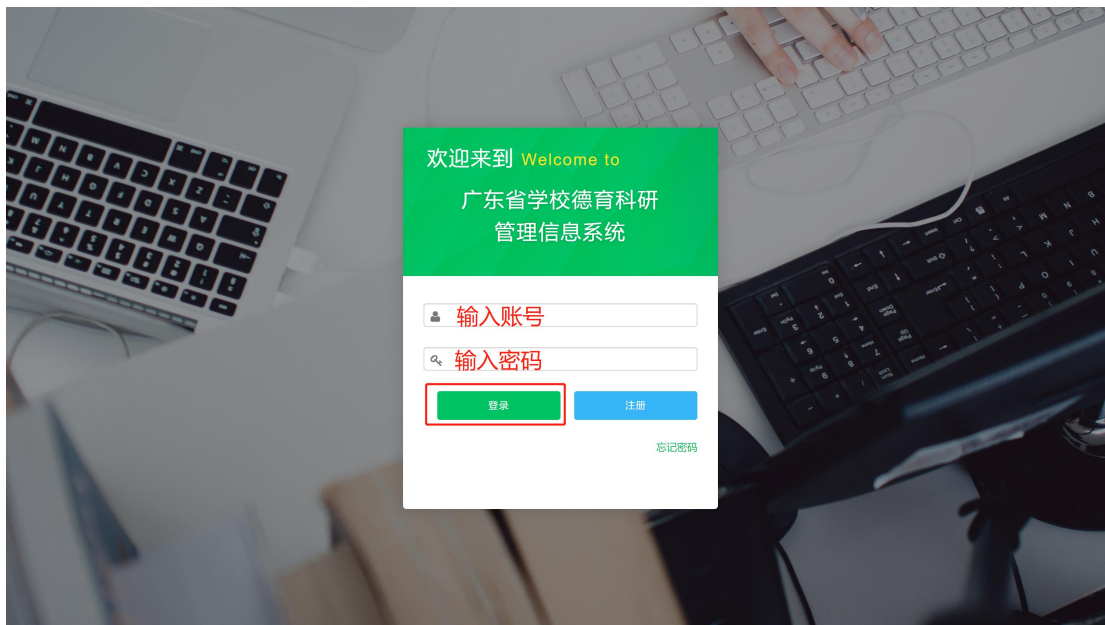 欢迎来到 Welcome to
广东省学校德育科研
管理信息系统
输入账号
输入密码
登录 注册
忘记密码